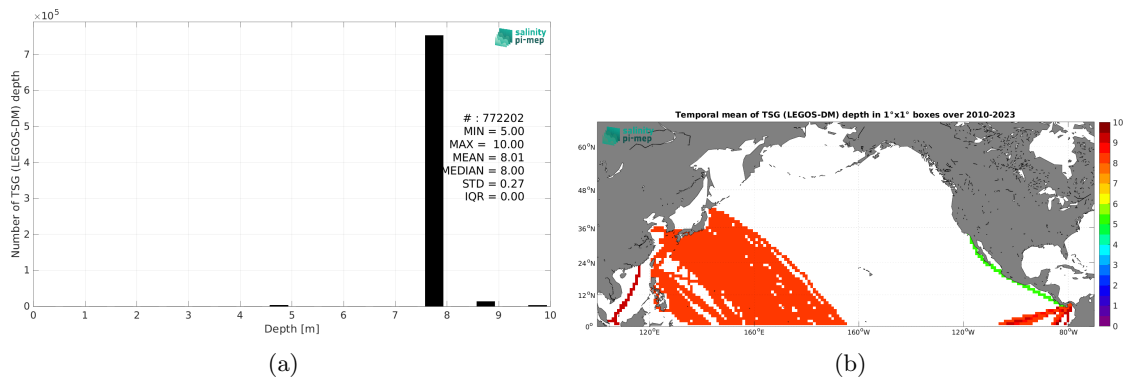 ×10⁵
salinity
pi-mep
Number of TSG (LEGOS-DM) depth
7
6
5
4
3
2
1
0
# : 772202
MIN = 5.00
MAX = 10.00
MEAN = 8.01
MEDIAN = 8.00
STD = 0.27
IQR = 0.00
0 1 2 3 4 5 6 7 8 9 10
Depth [m]
(a)
Temporal mean of TSG (LEGOS-DM) depth in 1°x1° boxes over 2010-2023
salinity
pi-mep
60°N
48°N
36°N
24°N
12°N
0°
120°E 160°E 160°W 120°W 80°W
10
9
8
7
6
5
4
3
2
1
0
(b)